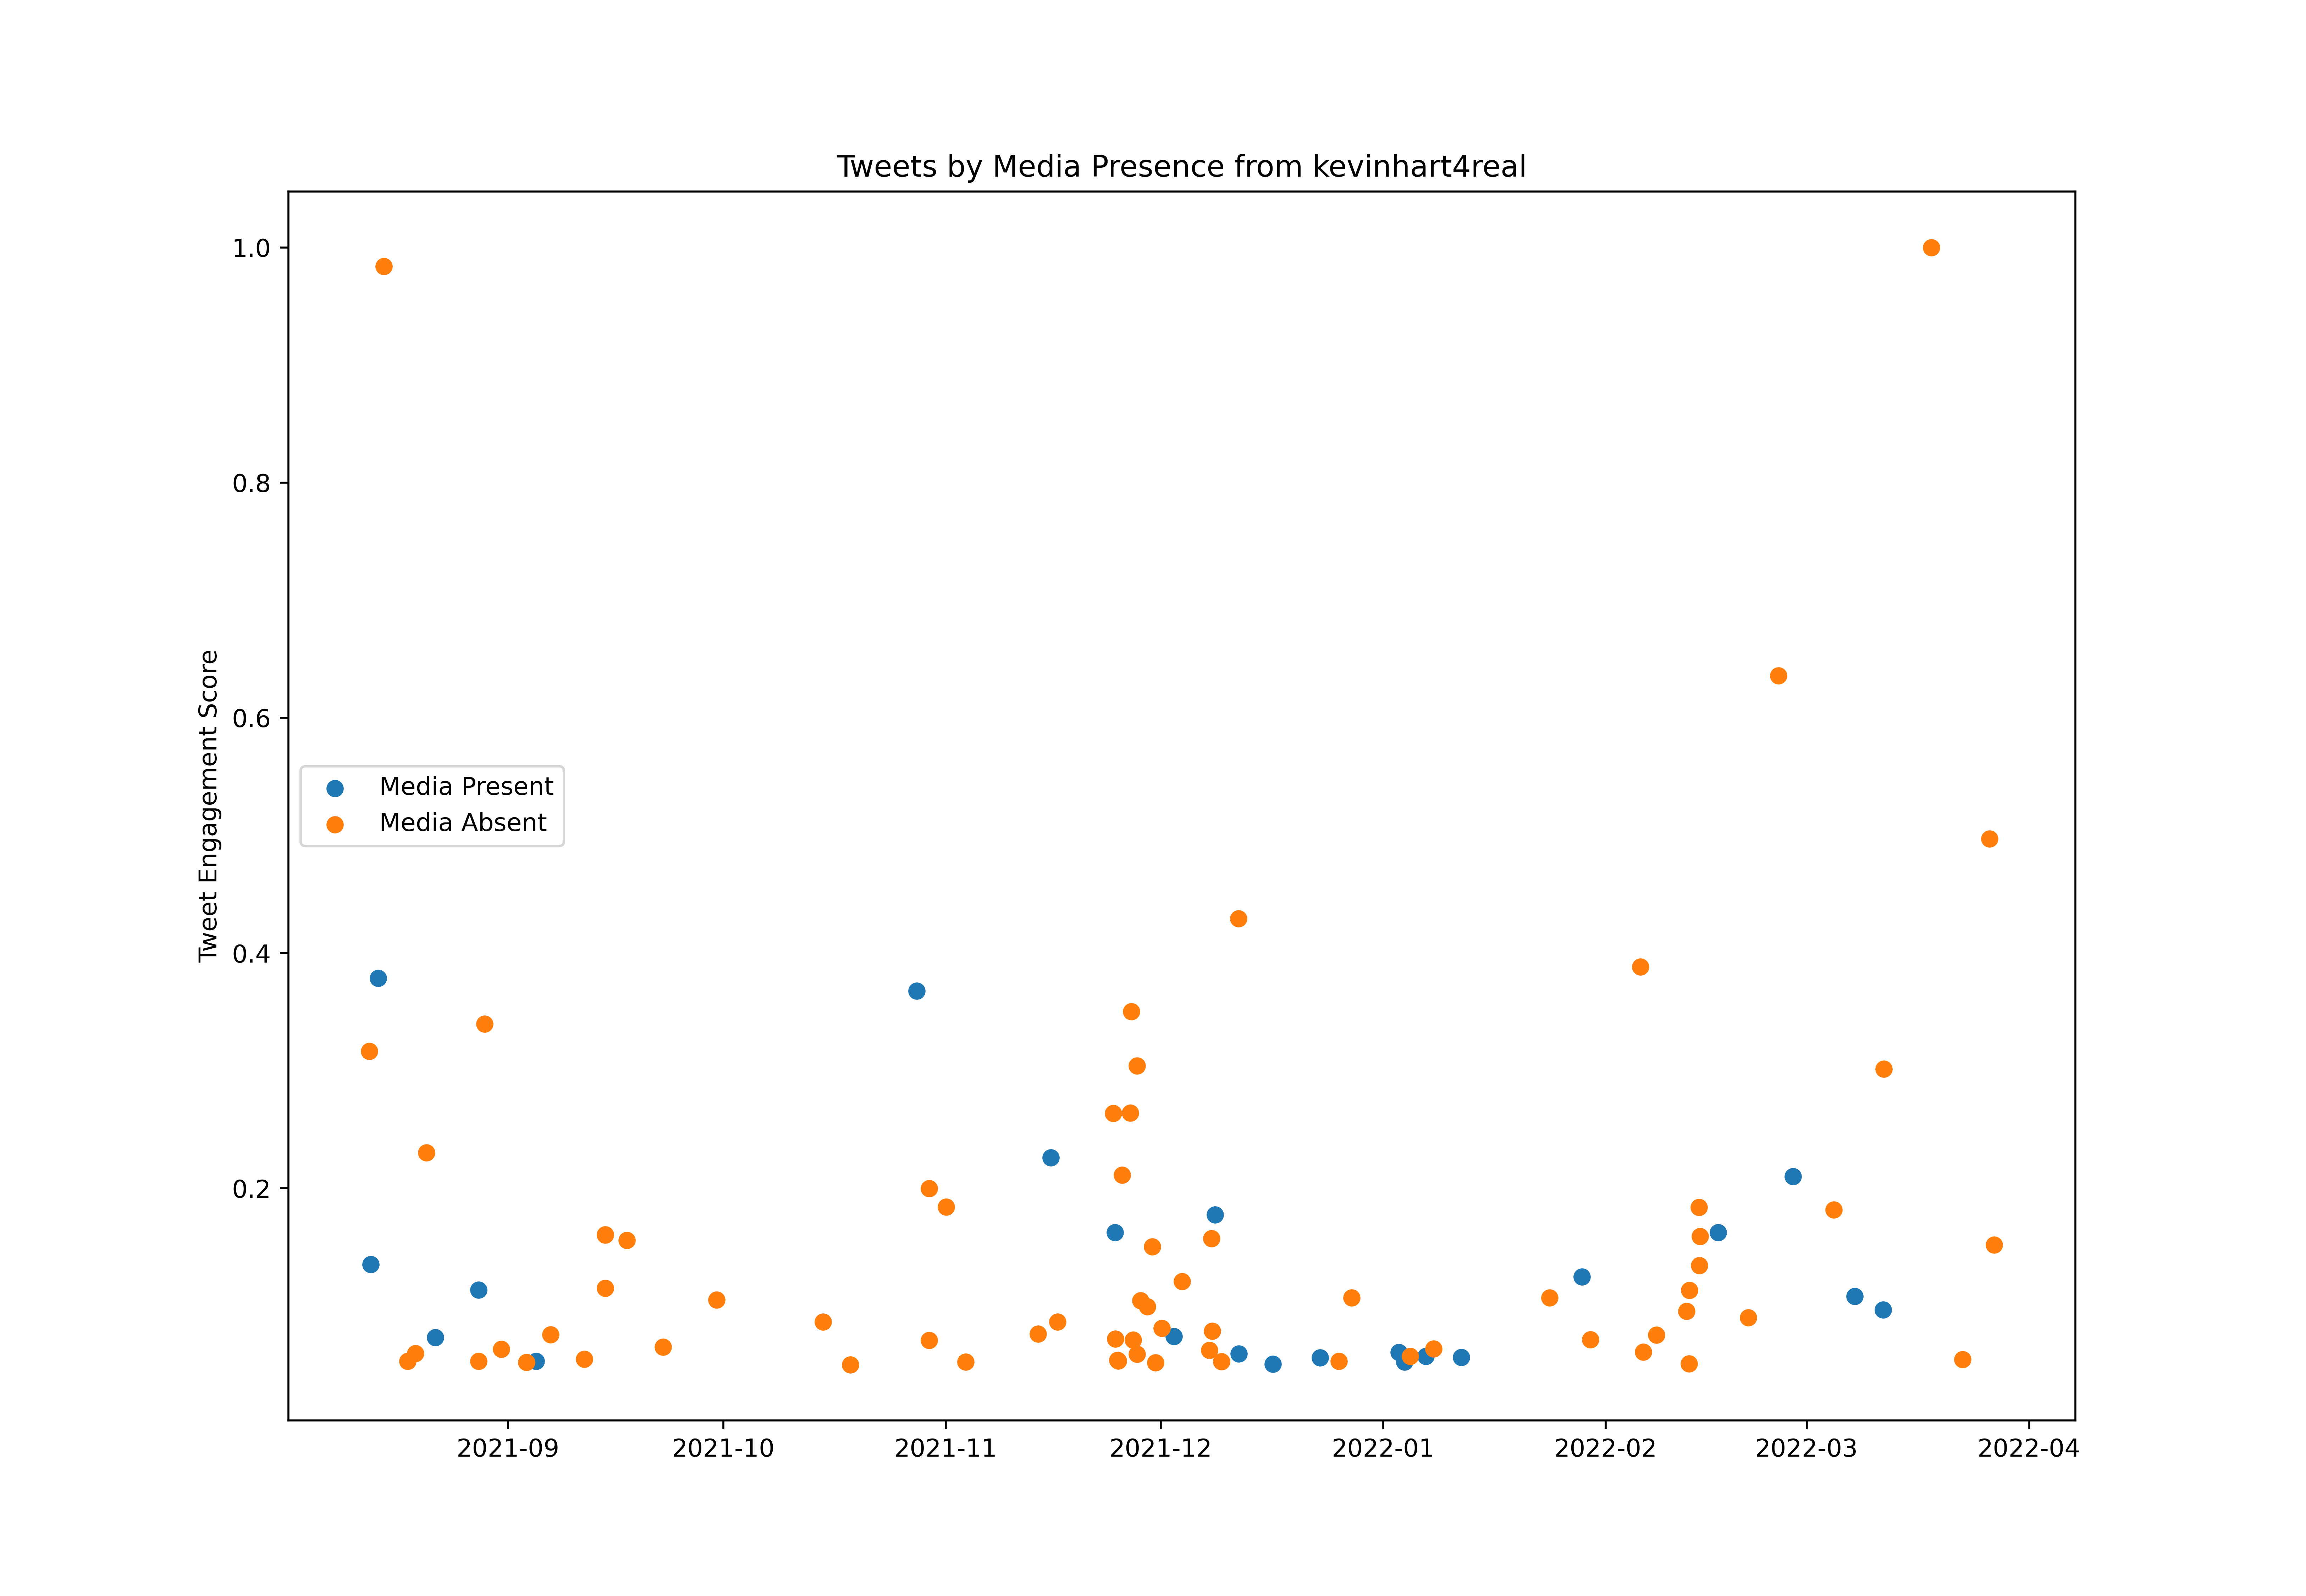 Tweets by Media Presence from kevinhart4real
Tweet Engagement Score
1.0
0.8
0.6
0.4
0.2
Media Present
Media Absent
2021-09 2021-10 2021-11 2021-12 2022-01 2022-02 2022-03 2022-04